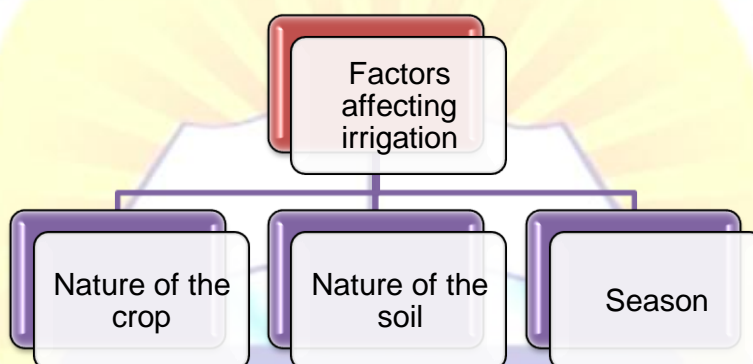 Factors
affecting
irrigation
Nature of the
crop
Nature of the
soil
Season